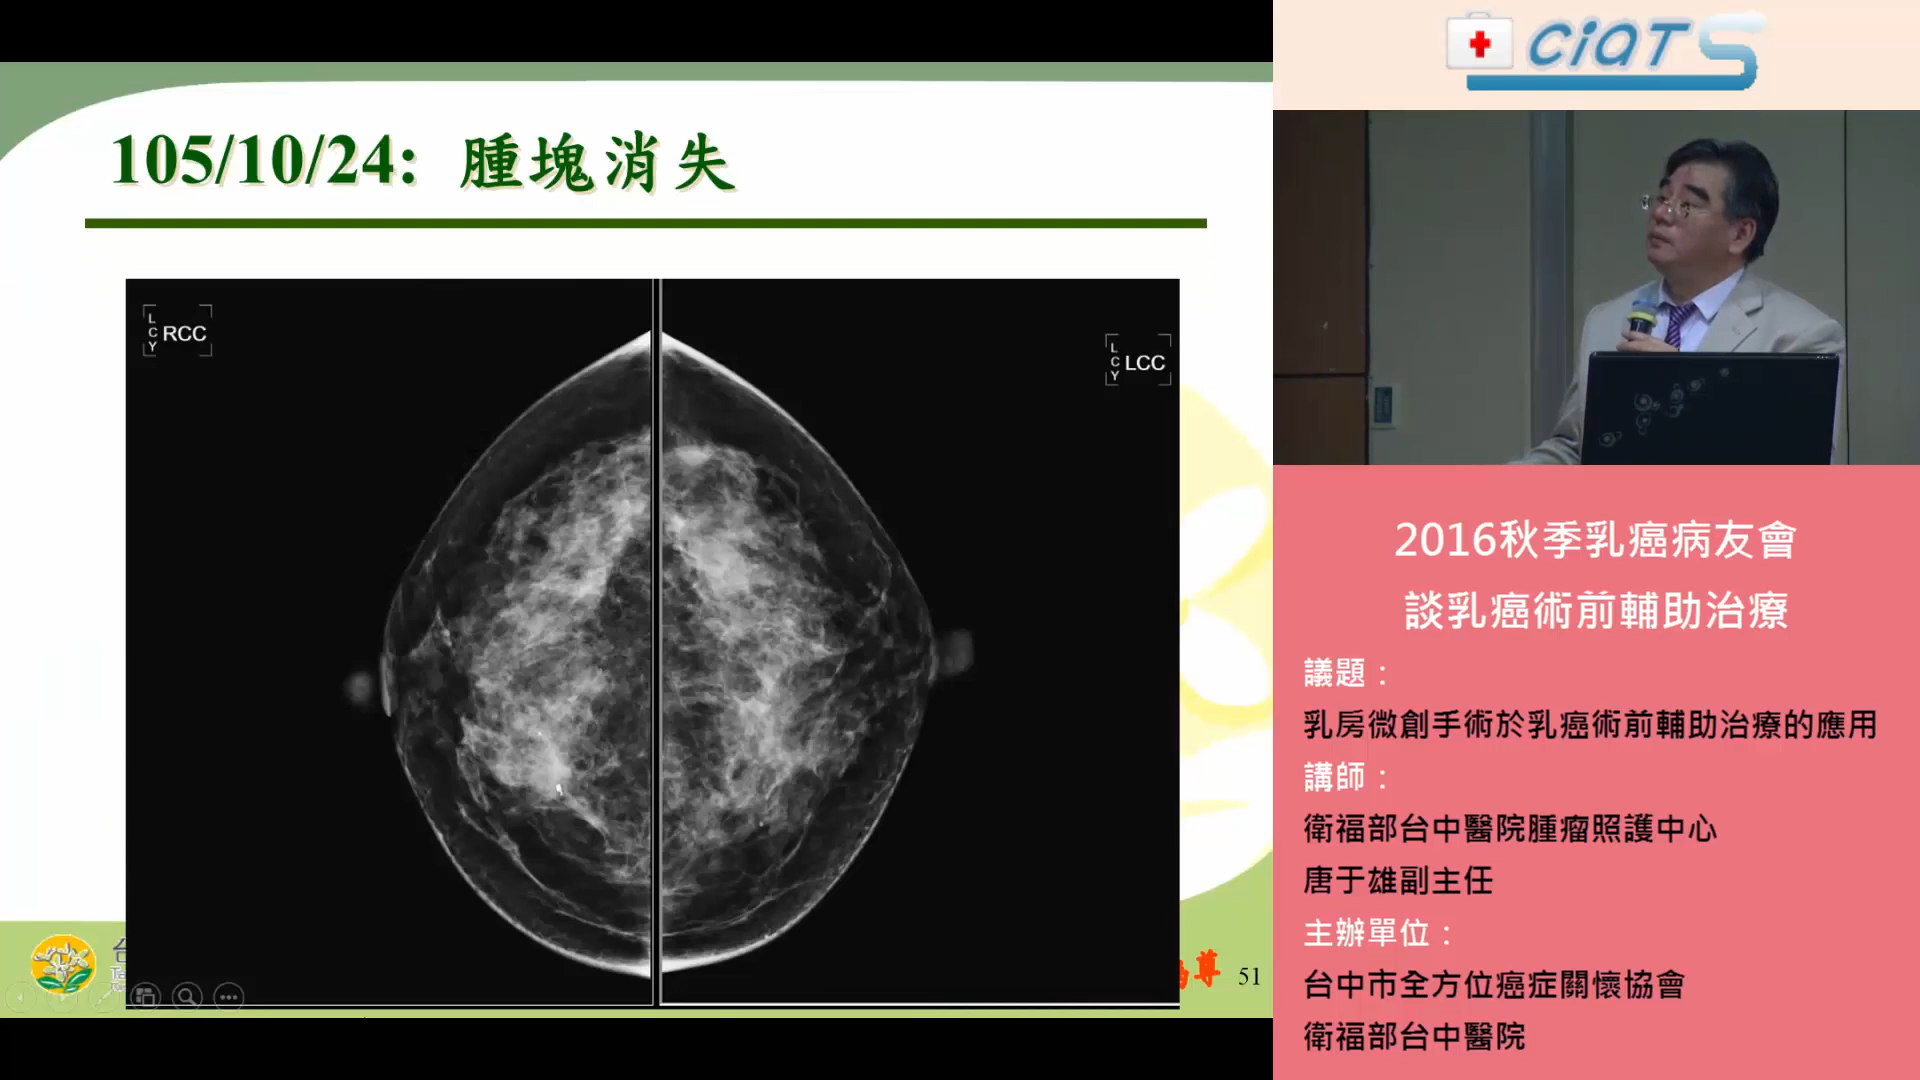 105/10/24: 腫塊消失
LCY RCC
LCY LCC
尊 51
ciaTS
2016秋季乳癌病友會
談乳癌術前輔助治療
議題：
乳房微創手術於乳癌術前輔助治療的應用
講師：
衛福部台中醫院腫瘤照護中心
唐于雄副主任
主辦單位：
台中市全方位癌症關懷協會
衛福部台中醫院